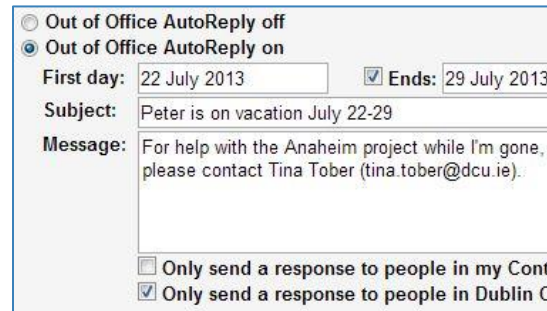 Out of Office AutoReply off
Out of Office AutoReply on
First day: 22 July 2013 Ends: 29 July 2013
Subject: Peter is on vacation July 22-29
Message: For help with the Anaheim project while I'm gone,
please contact Tina Tober (tina.tober@dcu.ie).
Only send a response to people in my
Only send a response to people in Dublin